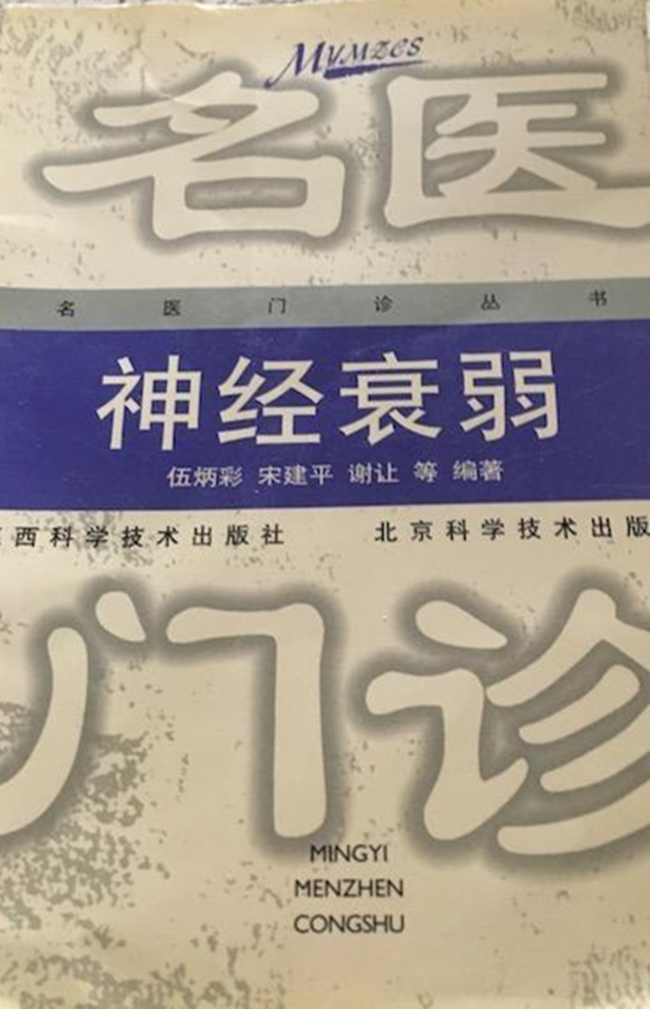 MYMZCS
名医
名医门诊丛书
神经衰弱
伍炳彩 宋建平 谢让 等 编著
西科学技术出版社 北京科学技术出版
门诊
MINGYI
MENZHEN
CONGSHU